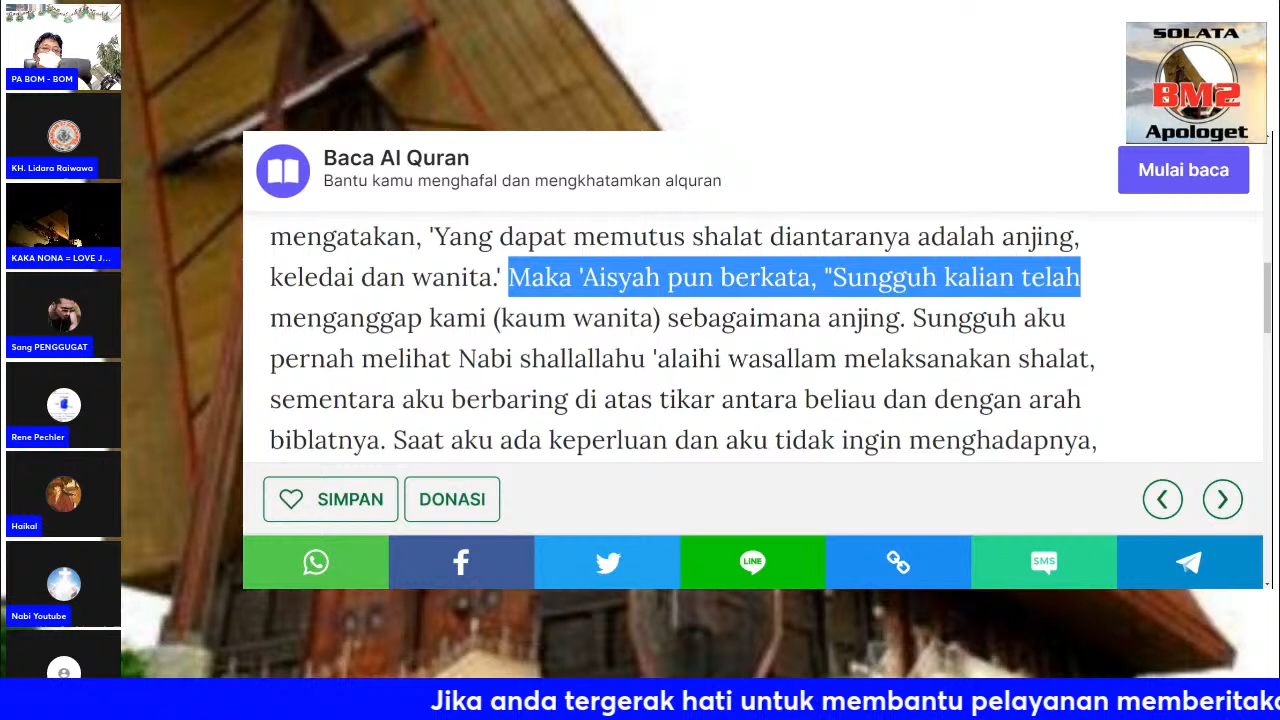 PA BOM - BOM
KH. Lidara Raiwawa
KAKA NONA = LOVE J...
Sang PENGGUGAT
Rene Pechler
Haikal
Nabi Youtube
SOLATA
BM2
Apologet
Baca Al Quran
Bantu kamu menghafal dan mengkhatamkan alquran
Mulai baca
mengatakan, 'Yang dapat memutus shalat diantaranya adalah anjing,
keledai dan wanita.' Maka 'Aisyah pun berkata, "Sungguh kalian telah
menganggap kami (kaum wanita) sebagaimana anjing. Sungguh aku
pernah melihat Nabi shallallahu 'alaihi wasallam melaksanakan shalat,
sementara aku berbaring di atas tikar antara beliau dan dengan arah
biblatnya. Saat aku ada keperluan dan aku tidak ingin menghadapnya,
SIMPAN
DONASI
LINE
SMS
Jika anda tergerak hati untuk membantu pelayanan memberitaka